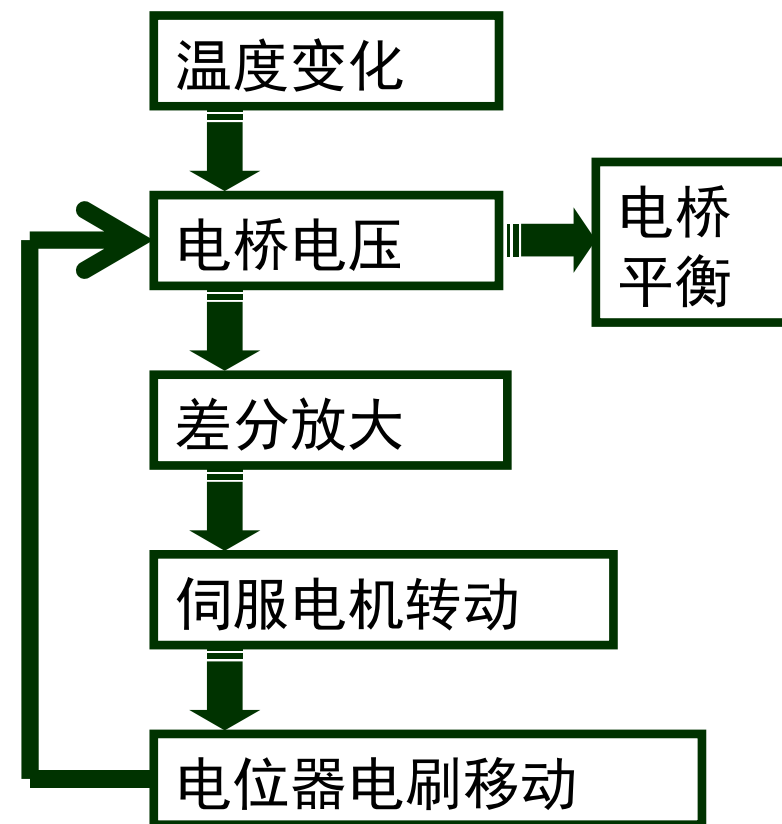 温度变化
电桥电压
电桥
平衡
差分放大
伺服电机转动
电位器电刷移动